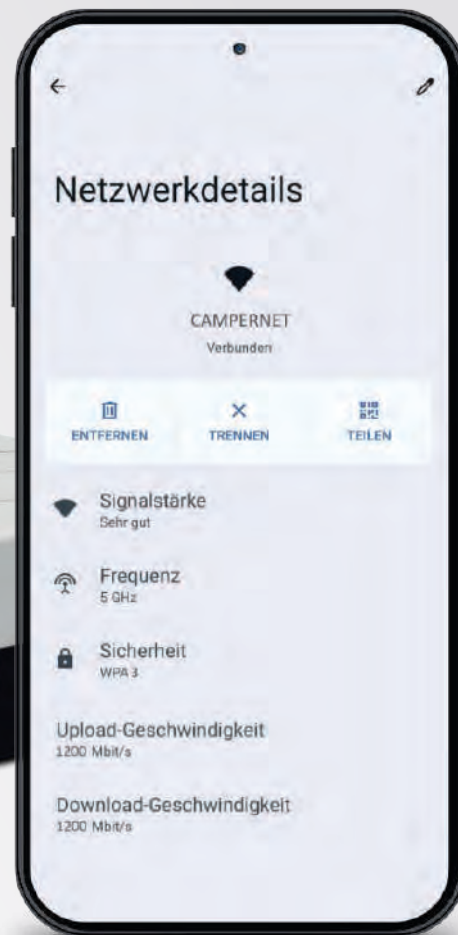 Netzwerkdetails
CAMPERNET
Verbunden
ENTFERNEN TRENNEN TEILEN
Signalstärke
Sehr gut
Frequenz
5 GHz
Sicherheit
WPA 3
Upload-Geschwindigkeit
1200 Mbit/s
Download-Geschwindigkeit
1200 Mbit/s